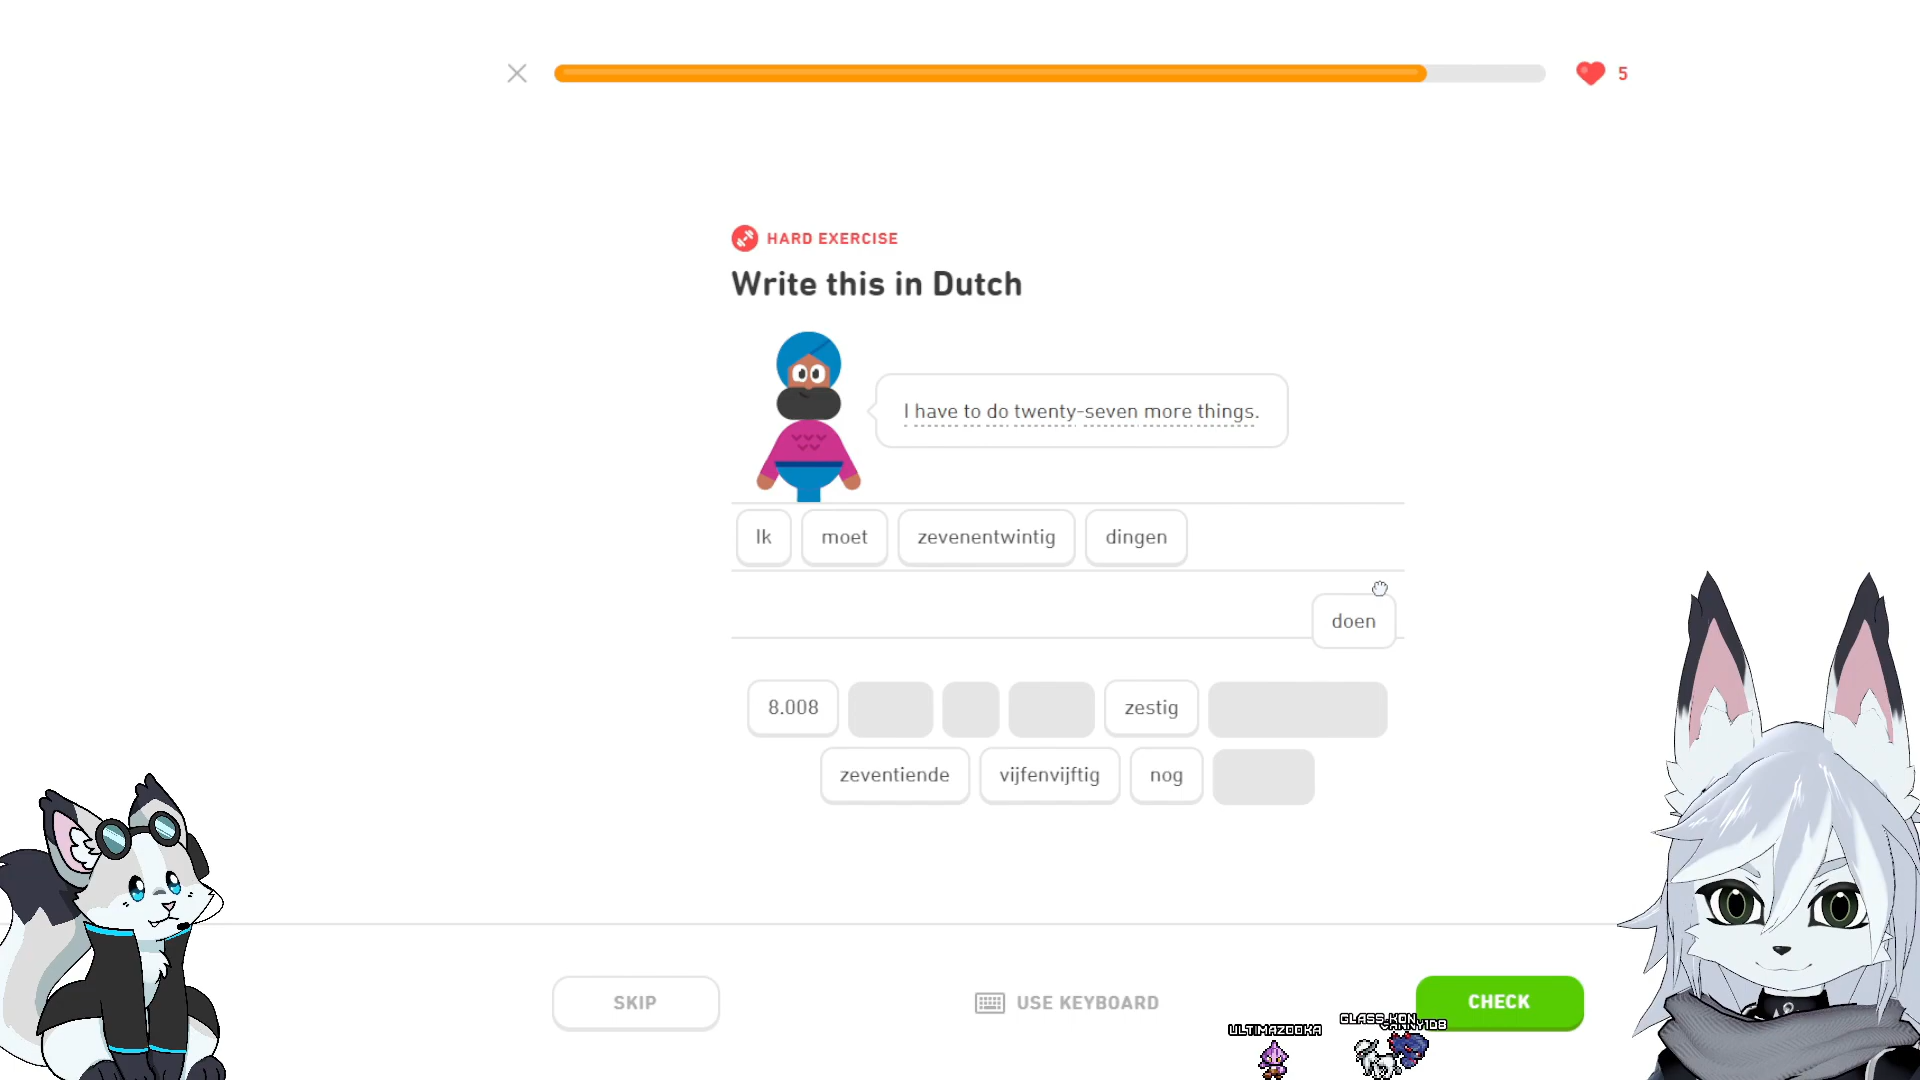 5
HARD EXERCISE
Write this in Dutch
I have to do twenty-seven more things.
Ik moet zevenentwintig dingen
doen
8.008 zestig
zeventiende vijfenvijftig nog
SKIP USE KEYBOARD CHECK
ULTIMAZOOKA